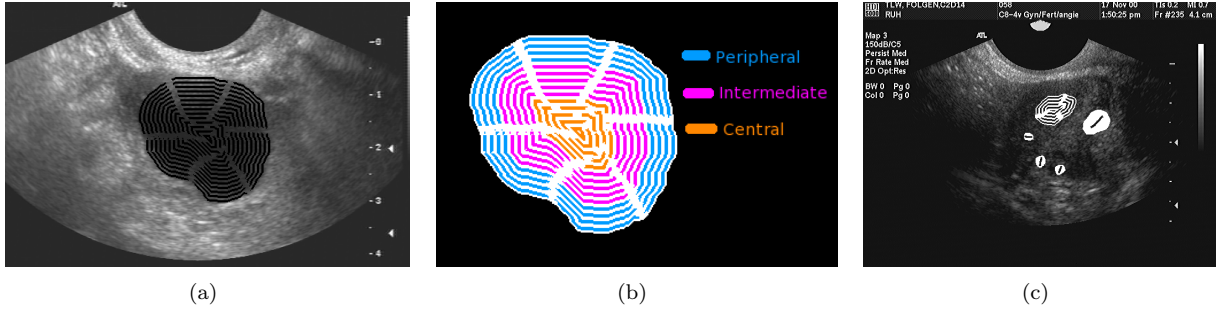 ATL
0
-1
-2
-3
-4
Peripheral
Intermediate
Central
TLW, FOLGEN,C2D14 058 17 Nov 00 TIs 0.2 MI 0.7
RUH C8-4v Gyn/Fert/angie 1:50:25 pm Fr #235 4.1 cm
Map 3
150dB/C5
Persist Med
Fr Rate Med
2D Opt:Res
BW 0 Pg 0
Col 0 Pg 0
ATL
(a)
(b)
(c)